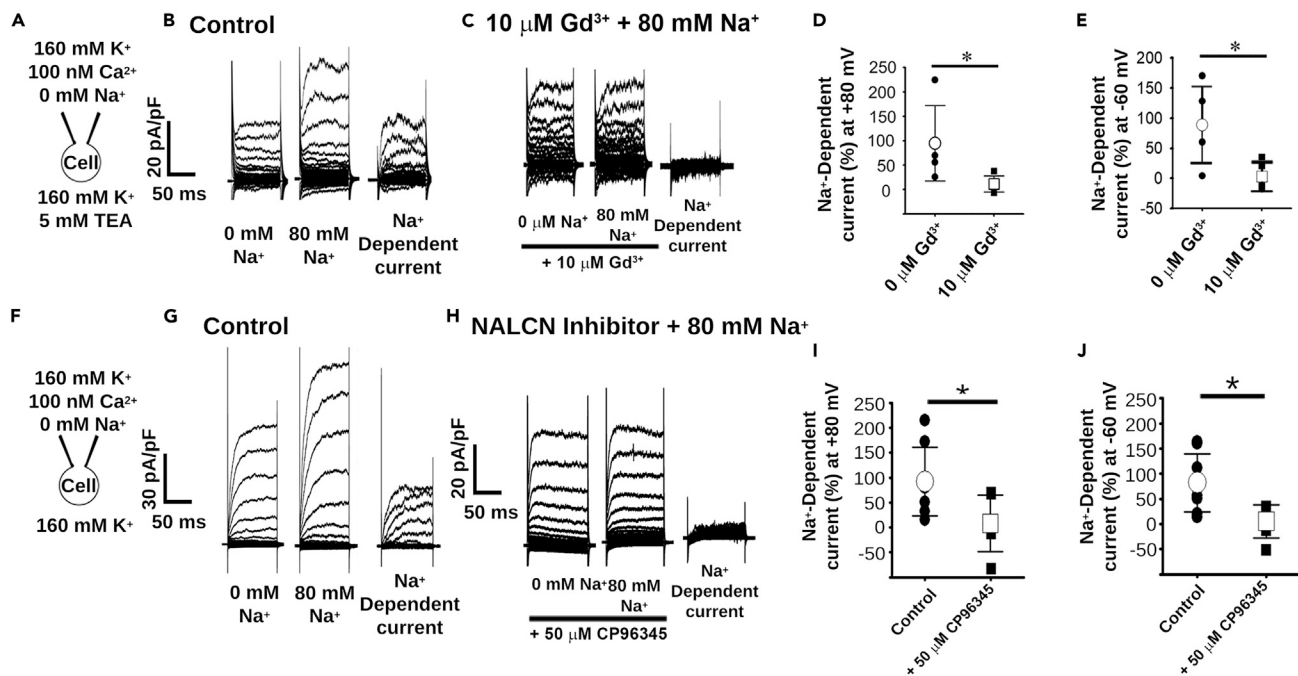 A
160 mM K⁺
100 nM Ca²⁺
0 mM Na⁺
Cell
160 mM K⁺
5 mM TEA
B
Control
20 pA/pF
50 ms
0 mM
Na⁺
80 mM
Na⁺
Na⁺
Dependent
current
C
10 μM Gd³⁺ + 80 mM Na⁺
0 μM Na⁺
80 mM
Na⁺
+ 10 μM Gd³⁺
Na⁺
Dependent
current
D
Na⁺-Dependent
current (%) at +80 mV
250
200
150
100
50
0
*
0 μM Gd³⁺
10 μM Gd³⁺
E
Na⁺-Dependent
current (%) at -60 mV
200
150
100
50
0
-50
*
0 μM Gd³⁺
10 μM Gd³⁺
F
160 mM K⁺
100 nM Ca²⁺
0 mM Na⁺
Cell
160 mM K⁺
G
Control
30 pA/pF
50 ms
0 mM
Na⁺
80 mM
Na⁺
Na⁺
Dependent
current
H
NALCN Inhibitor + 80 mM Na⁺
20 pA/pF
50 ms
0 mM Na⁺
80 mM
Na⁺
+ 50 μM CP96345
Na⁺
Dependent
current
I
Na⁺-Dependent
current (%) at +80 mV
250
200
150
100
50
0
-50
*
Control
+ 50 μM CP96345
J
Na⁺-Dependent
current (%) at -60 mV
250
200
150
100
50
0
-50
*
Control
+ 50 μM CP96345